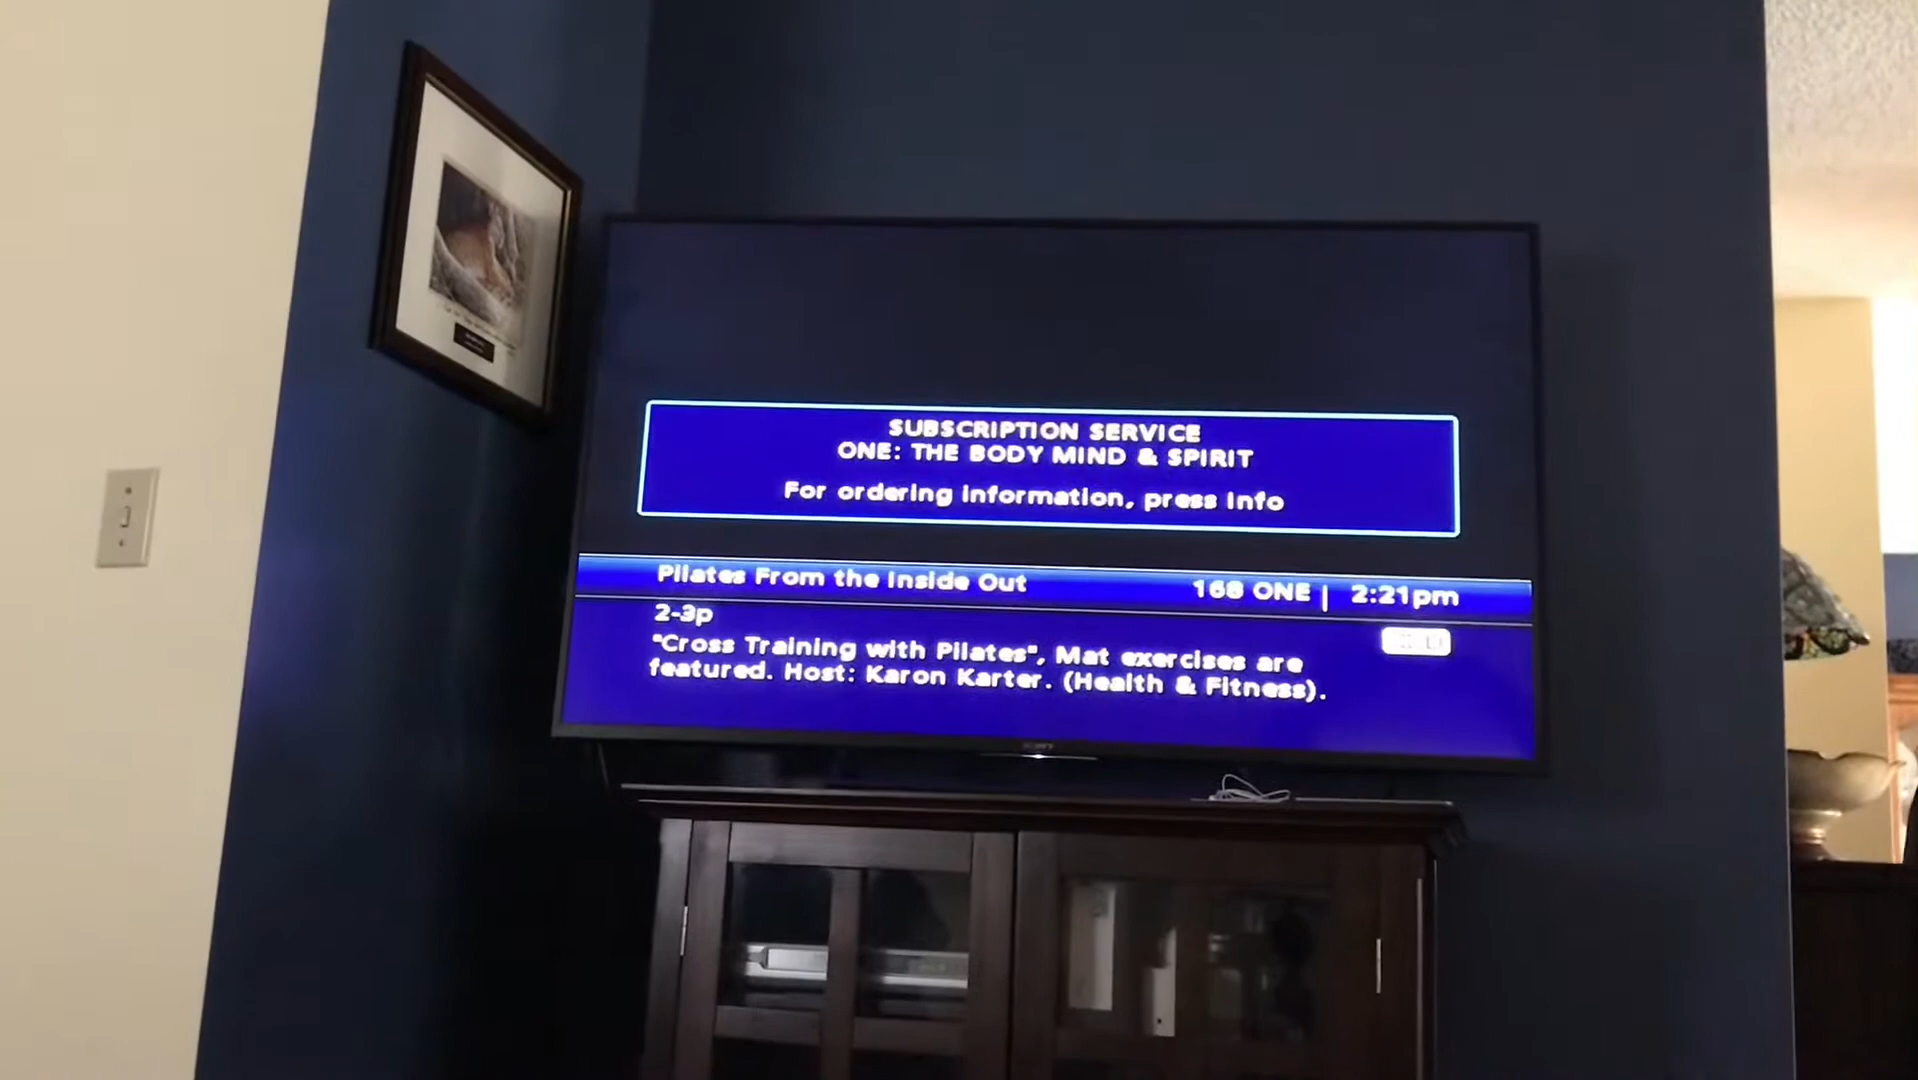 SUBSCRIPTION SERVICE
ONE: THE BODY MIND & SPIRIT
For ordering information, press Info
Pilates From the Inside Out 168 ONE | 2:21pm
2-3p
"Cross Training with Pilates", Mat exercises are
featured. Host: Karon Karter. (Health & Fitness).
SONY